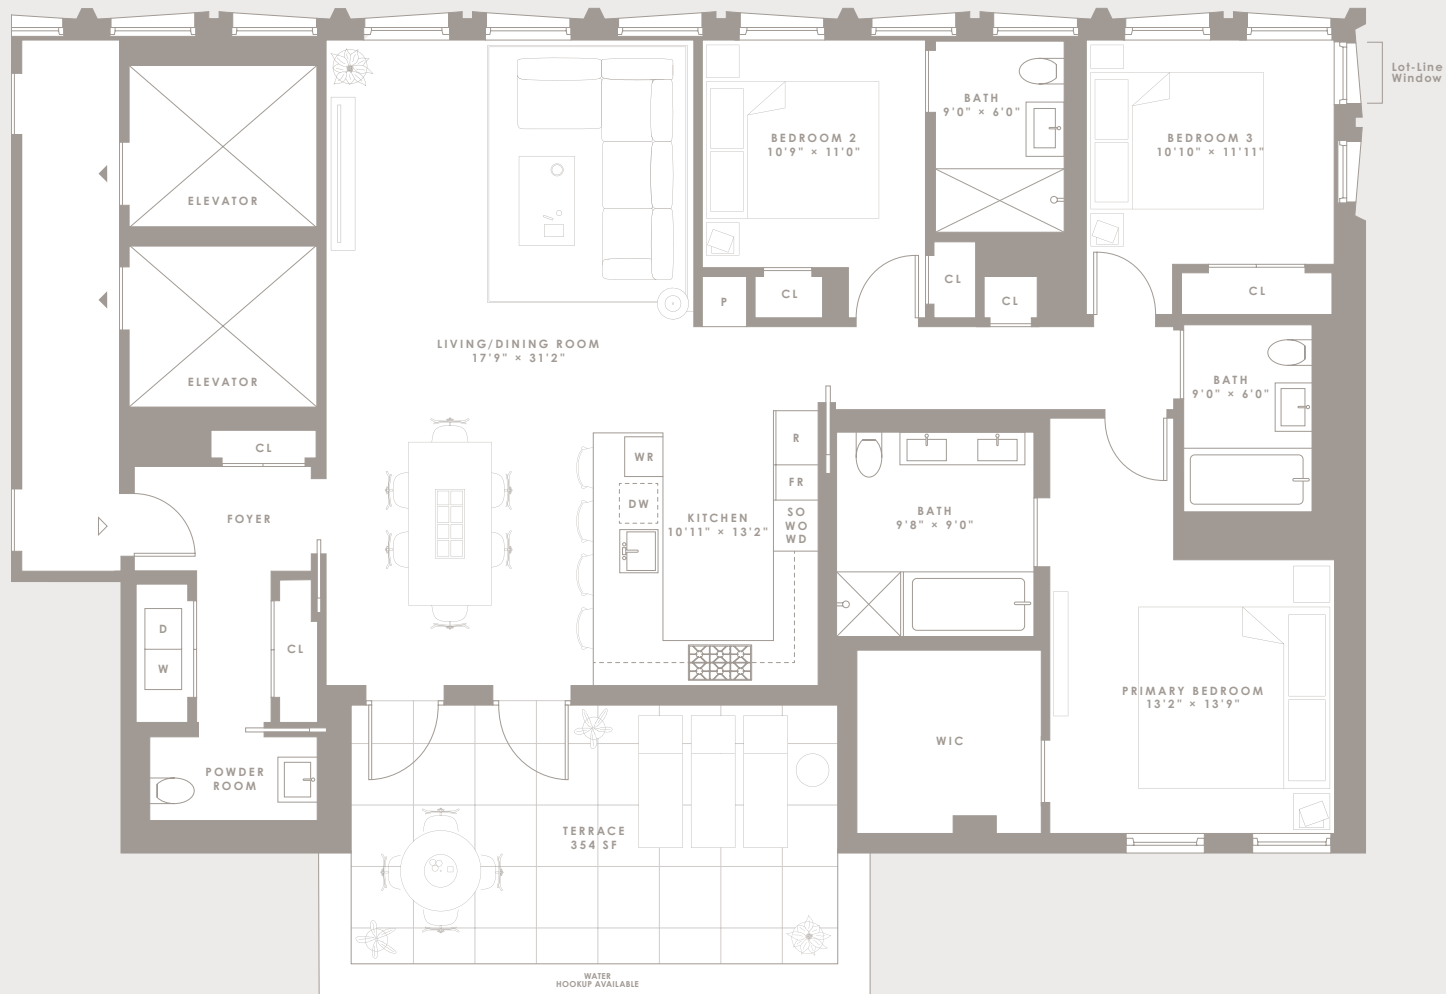 Lot-Line
Window
ELEVATOR
BEDROOM 2
10'9" × 11'0"
BATH
9'0" × 6'0"
BEDROOM 3
10'10" × 11'11"
CL
CL
CL
P
CL
ELEVATOR
LIVING/DINING ROOM
17'9" × 31'2"
BATH
9'0" × 6'0"
CL
WR
R
FR
DW
SO
WO
WD
FOYER
KITCHEN
10'11" × 13'2"
BATH
9'8" × 9'0"
D
W
CL
PRIMARY BEDROOM
13'2" × 13'9"
WIC
POWDER
ROOM
TERRACE
354 SF
WATER
HOOKUP AVAILABLE